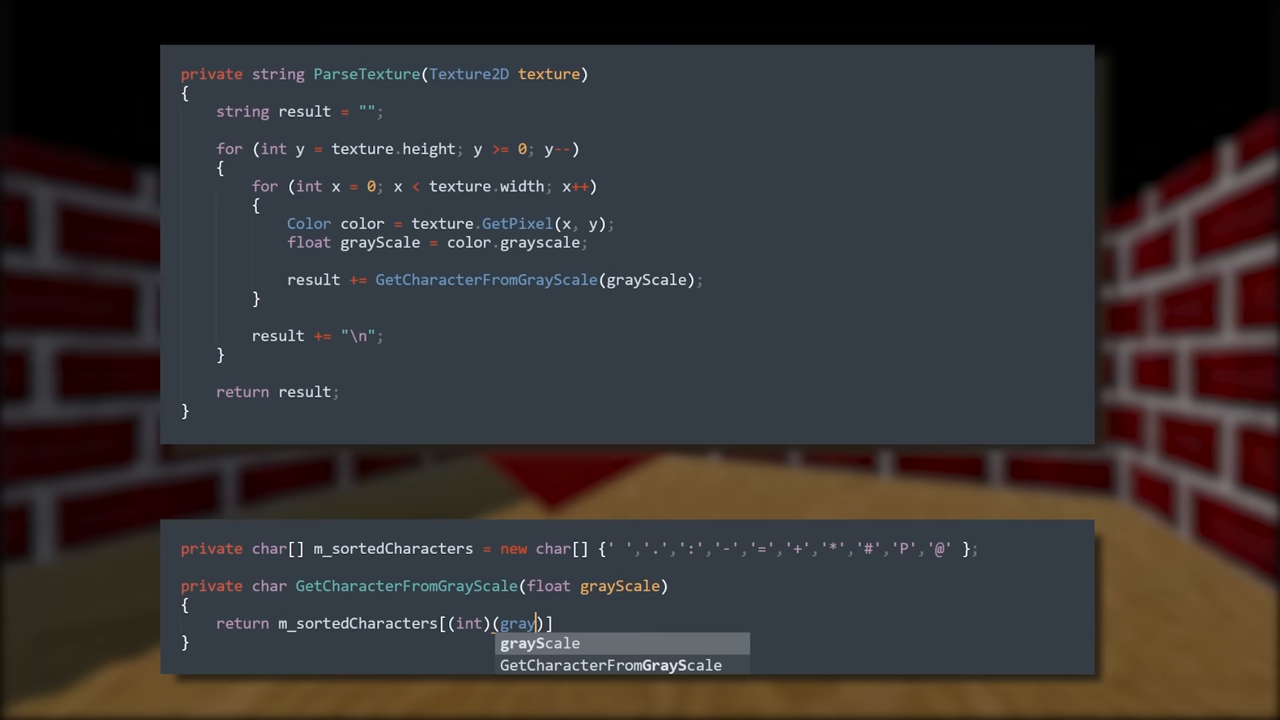 private string ParseTexture(Texture2D texture)
{
string result = "";
for (int y = texture.height; y >= 0; y--)
{
for (int x = 0; x < texture.width; x++)
{
Color color = texture.GetPixel(x, y);
float grayScale = color.grayscale;
result += GetCharacterFromGrayScale(grayScale);
}
result += "\n";
}
return result;
}
private char[] m_sortedCharacters = new char[] {' ','.',':','-','=','+','*','#','P','@' };
private char GetCharacterFromGrayScale(float grayScale)
{
return m_sortedCharacters[(int)(gray)]
}
grayScale
GetCharacterFromGrayScale